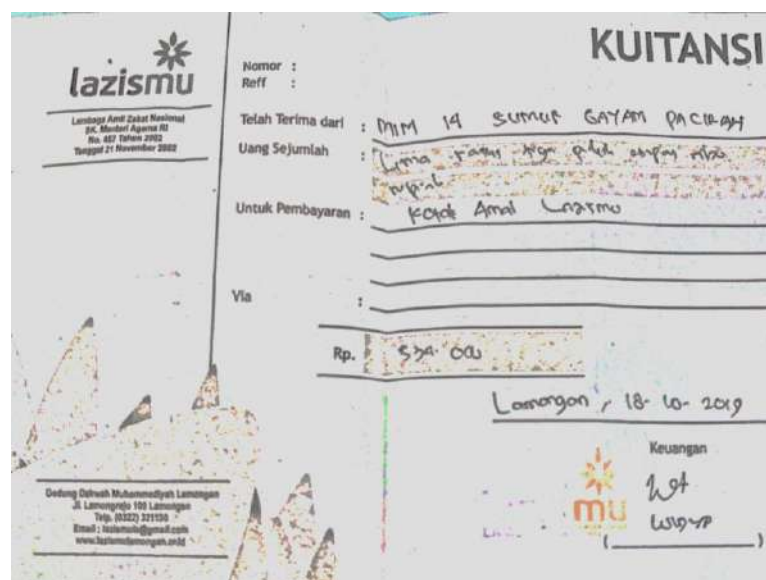 KUITANSI
lazismu
Lembaga Amil Zakat Nasional
SK. Menteri Agama RI
No. 457 Tahun 2002
Tanggal 21 November 2002
Nomor :
Reff :
Telah Terima dari : MIM 14 SUMUR GAYAM PACIRAN
Uang Sejumlah : Lima ratus tiga puluh empat ribu
rupiah
Untuk Pembayaran : Kotak Amal Lazismu
Via :
Rp. 534.000
Lamongan, 18-10-2019
Keuangan
mu
Gedung Dakwah Muhammadiyah Lamongan
Jl. Lamongrejo 105 Lamongan
Telp. (0322) 321150
www.lazismulamongan.or.id